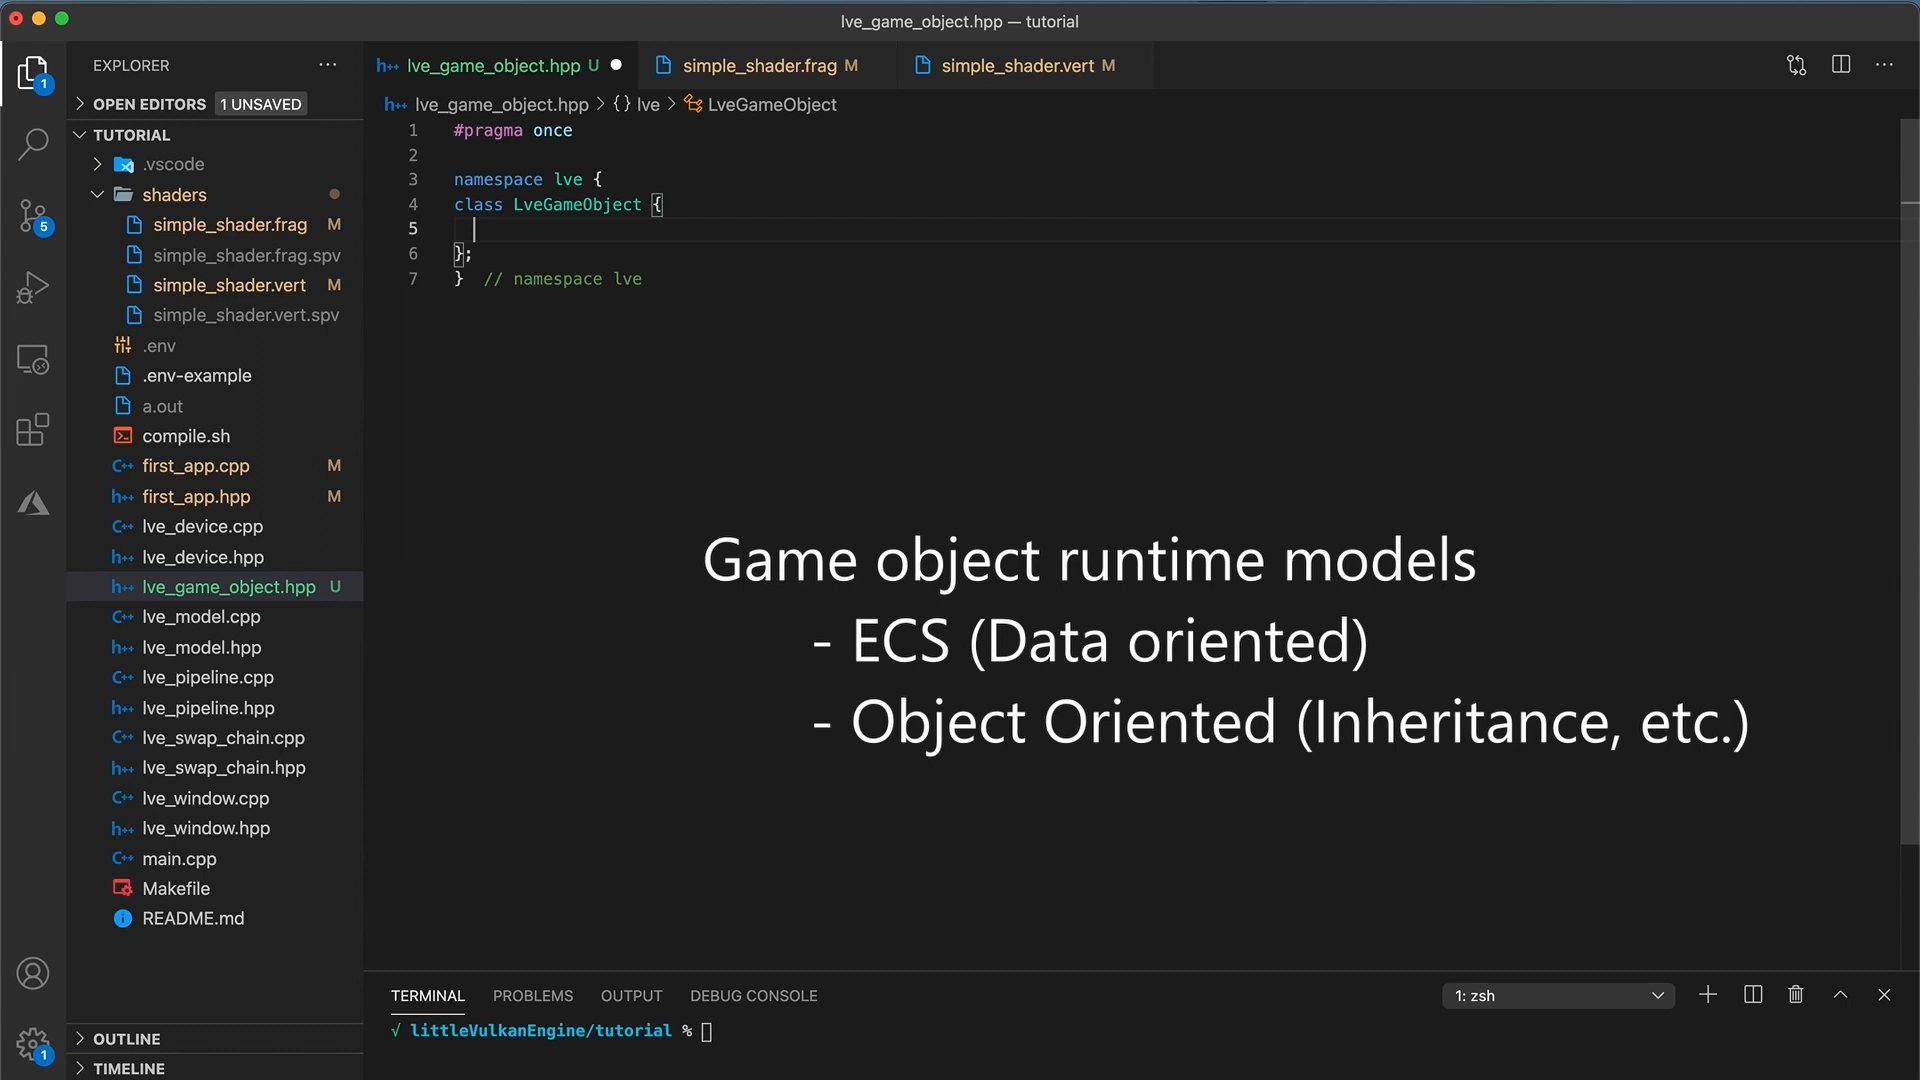 lve_game_object.hpp — tutorial
EXPLORER
OPEN EDITORS 1 UNSAVED
TUTORIAL
.vscode
shaders
simple_shader.frag M
simple_shader.frag.spv
simple_shader.vert M
simple_shader.vert.spv
.env
.env-example
a.out
compile.sh
first_app.cpp M
first_app.hpp M
lve_device.cpp
lve_device.hpp
lve_game_object.hpp U
lve_model.cpp
lve_model.hpp
lve_pipeline.cpp
lve_pipeline.hpp
lve_swap_chain.cpp
lve_swap_chain.hpp
lve_window.cpp
lve_window.hpp
main.cpp
Makefile
README.md
OUTLINE
TIMELINE
1
5
1
lve_game_object.hpp U simple_shader.frag M simple_shader.vert M
lve_game_object.hpp > {} lve > LveGameObject
1 #pragma once
2
3 namespace lve {
4 class LveGameObject {
5
6 };
7 } // namespace lve
Game object runtime models
- ECS (Data oriented)
- Object Oriented (Inheritance, etc.)
TERMINAL PROBLEMS OUTPUT DEBUG CONSOLE 1: zsh
√ littleVulkanEngine/tutorial %